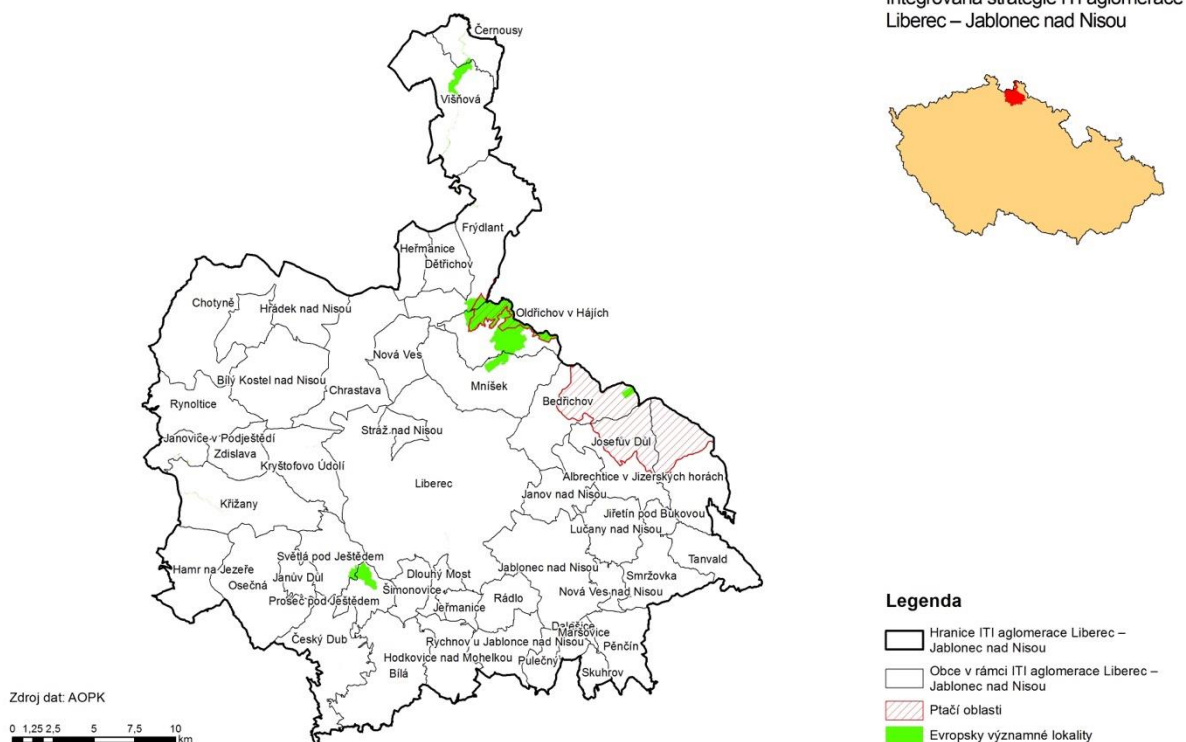 Integrovaná strategie ITI aglomerace
Liberec – Jablonec nad Nisou
Černousy
Višňová
Frýdlant
Heřmanice
Dětřichov
Chotyně
Hrádek nad Nisou
Oldřichov v Hájích
Nová Ves
Mníšek
Bílý Kostel nad Nisou
Chrastava
Bedřichov
Rynoltice
Stráž nad Nisou
Josefův Důl
Janovice v Podještědí
Zdislava
Kryštofovo Údolí
Albrechtice v Jizerských horách
Liberec
Janov nad Nisou
Křižany
Jiřetín pod Bukovou
Lučany nad Nisou
Světlá pod Ještědem
Tanvald
Hamr na Jezeře
Osečná
Janův Důl
Dlouhý Most
Jablonec nad Nisou
Smržovka
Šimonovice
Nová Ves nad Nisou
Proseč pod Ještědem
Jeřmanice
Rádlo
Dalešice
Maršovice
Český Dub
Rychnov u Jablonce nad Nisou
Pěnčín
Hodkovice nad Mohelkou
Pulečný
Bílá
Skuhrov
Legenda
Hranice ITI aglomerace Liberec –
Jablonec nad Nisou
Obce v rámci ITI aglomerace Liberec –
Jablonec nad Nisou
Ptačí oblasti
Evropsky významné lokality
Zdroj dat: AOPK
0 1,25 2,5 5 7,5 10
km